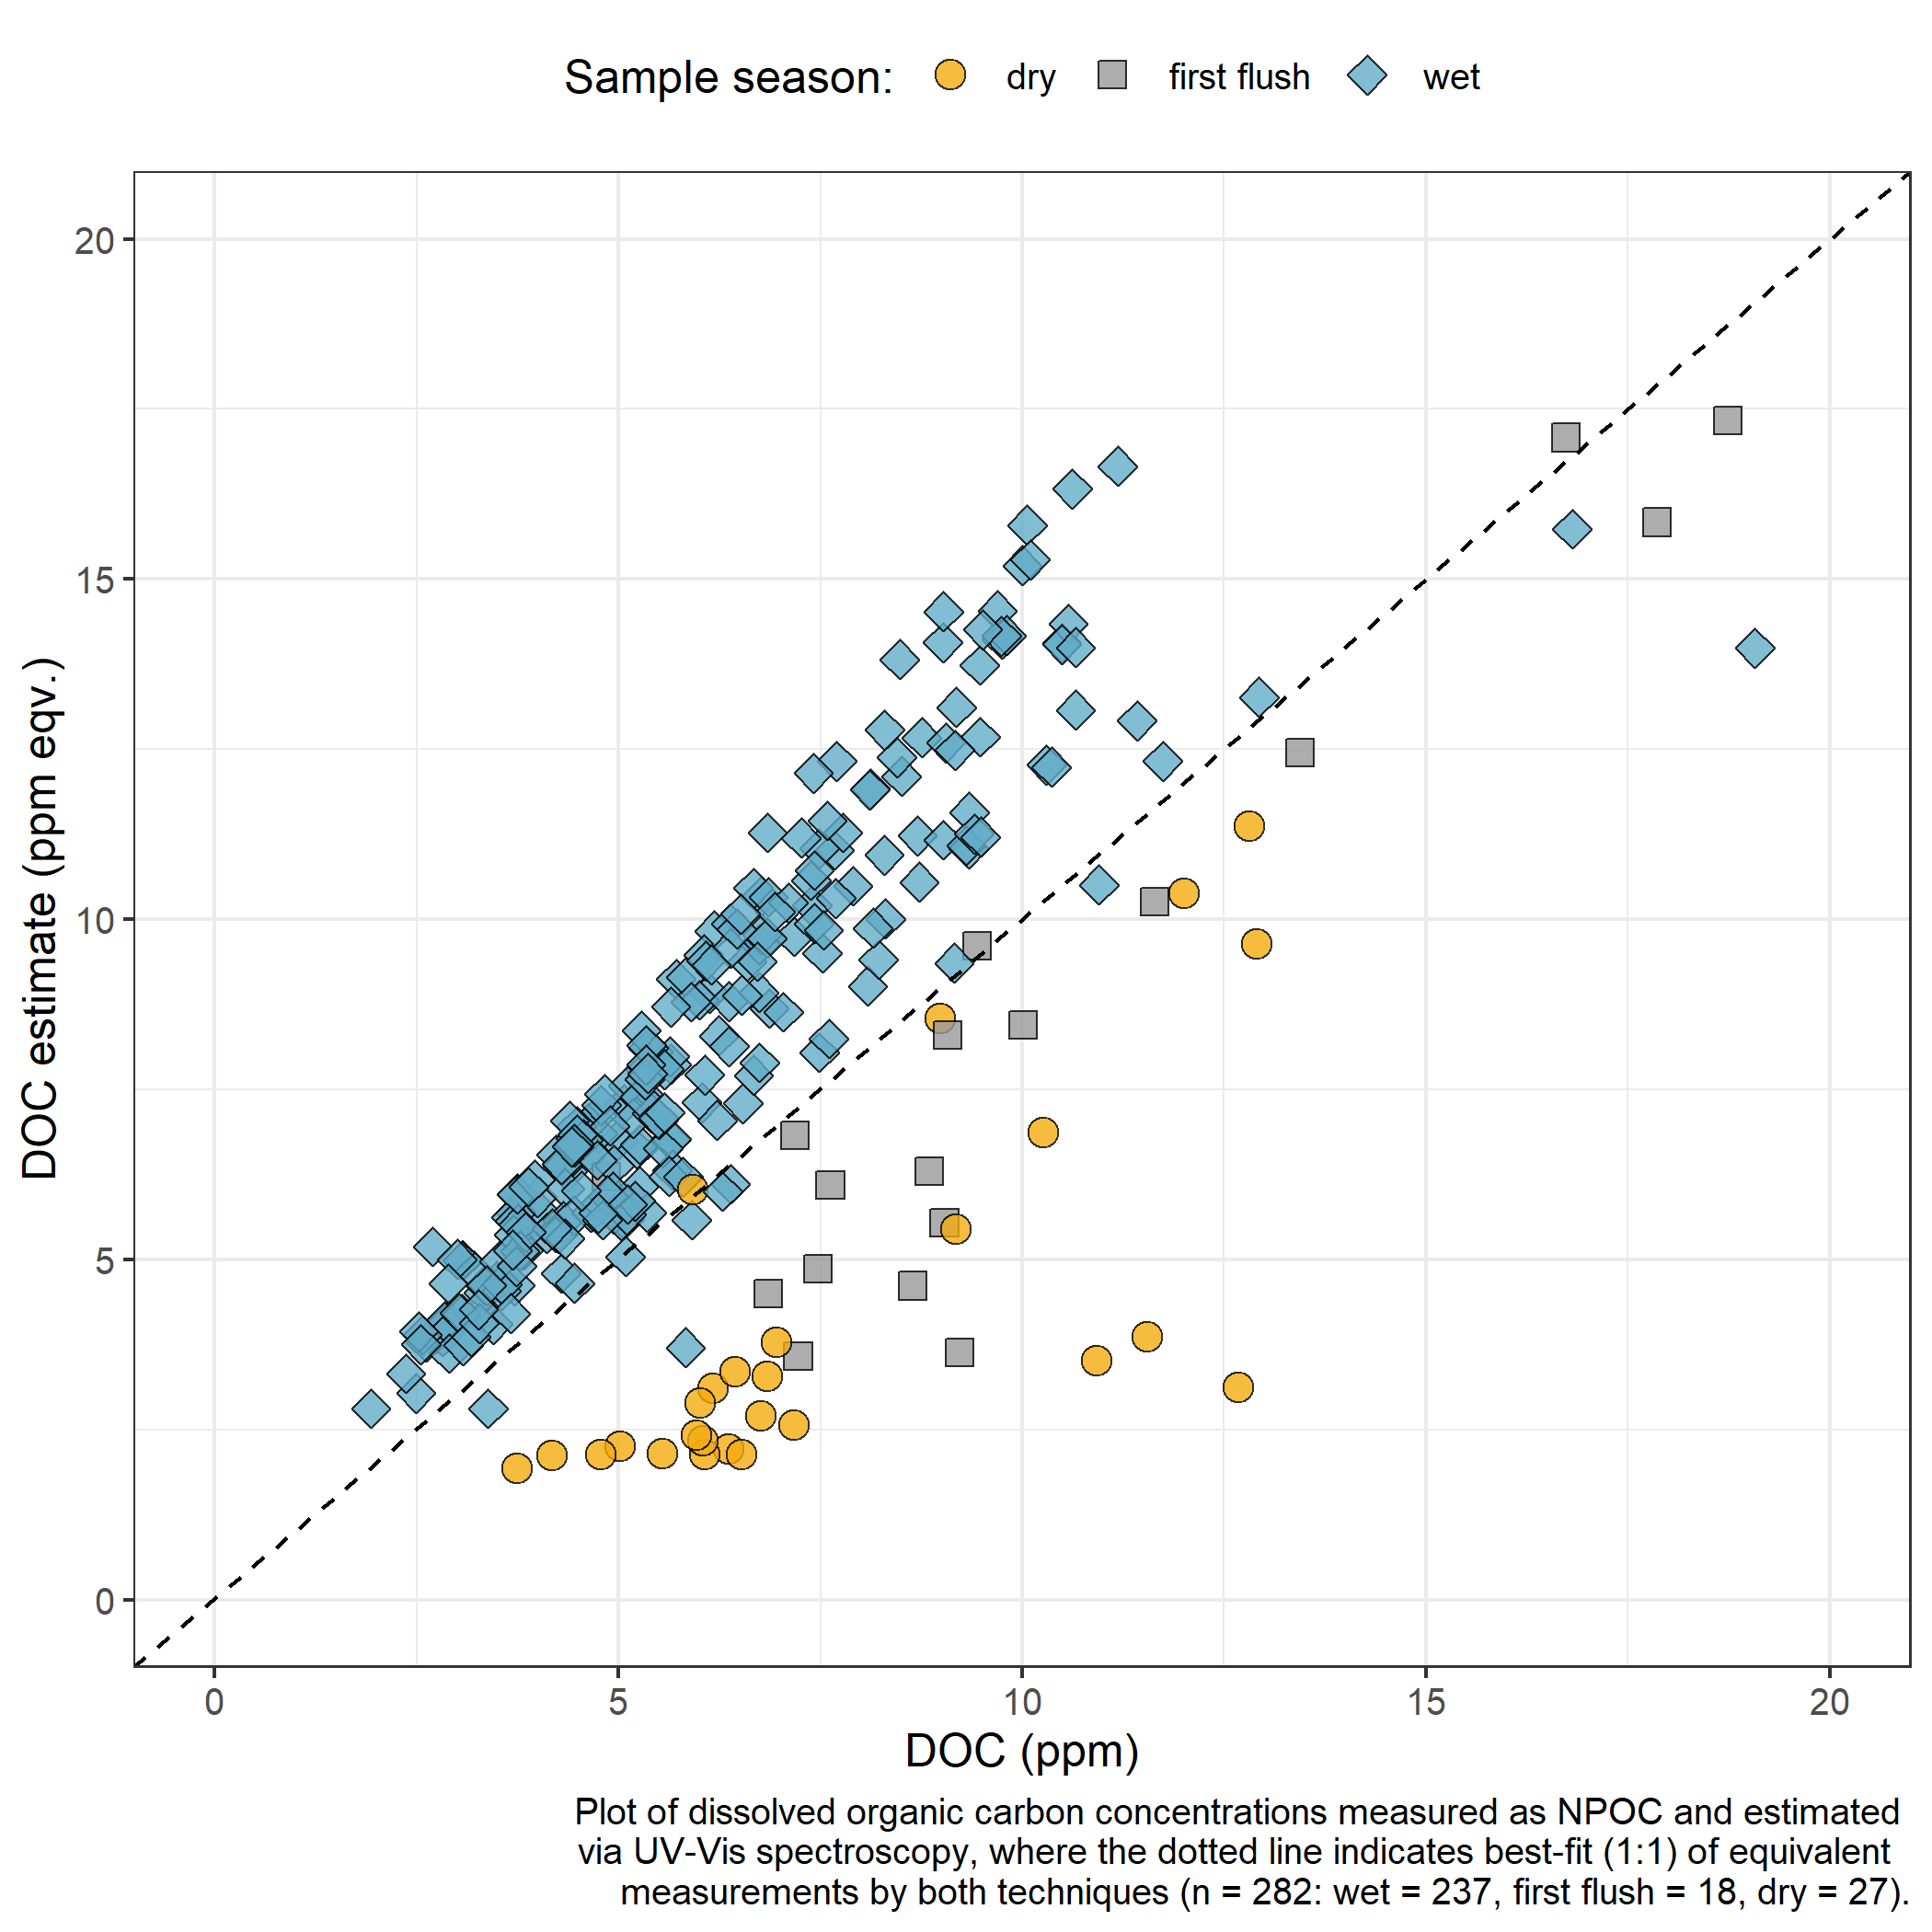 Sample season: dry first flush wet
20
15
10
5
0
DOC estimate (ppm eqv.)
0 5 10 15 20
DOC (ppm)
Plot of dissolved organic carbon concentrations measured as NPOC and estimated
via UV-Vis spectroscopy, where the dotted line indicates best-fit (1:1) of equivalent
measurements by both techniques (n = 282: wet = 237, first flush = 18, dry = 27).